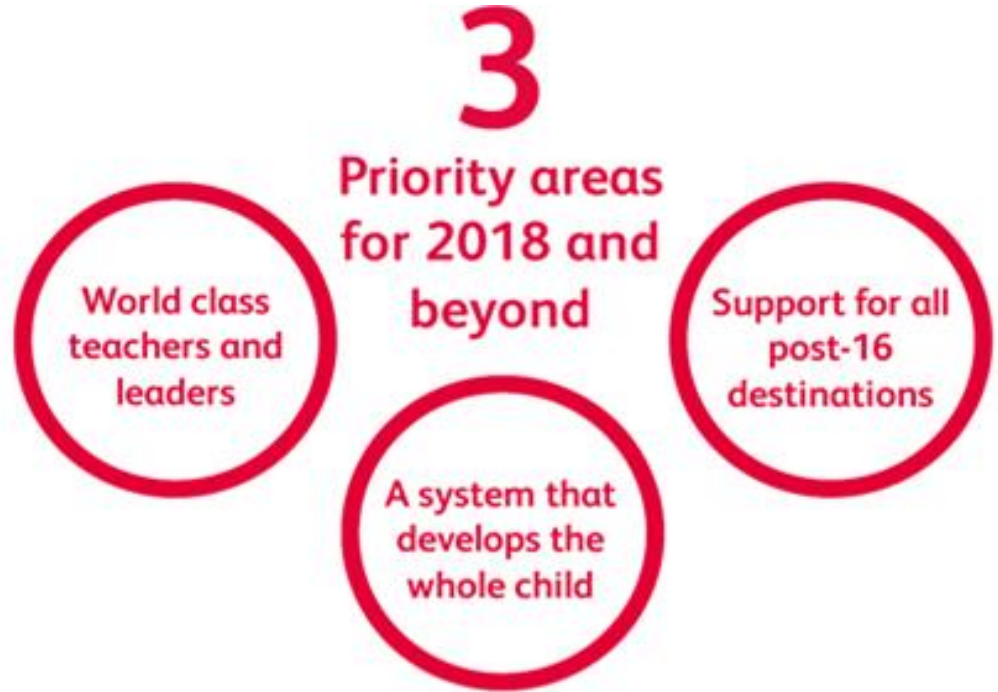 3
Priority areas
for 2018 and
beyond
World class
teachers and
leaders
A system that
develops the
whole child
Support for all
post-16
destinations